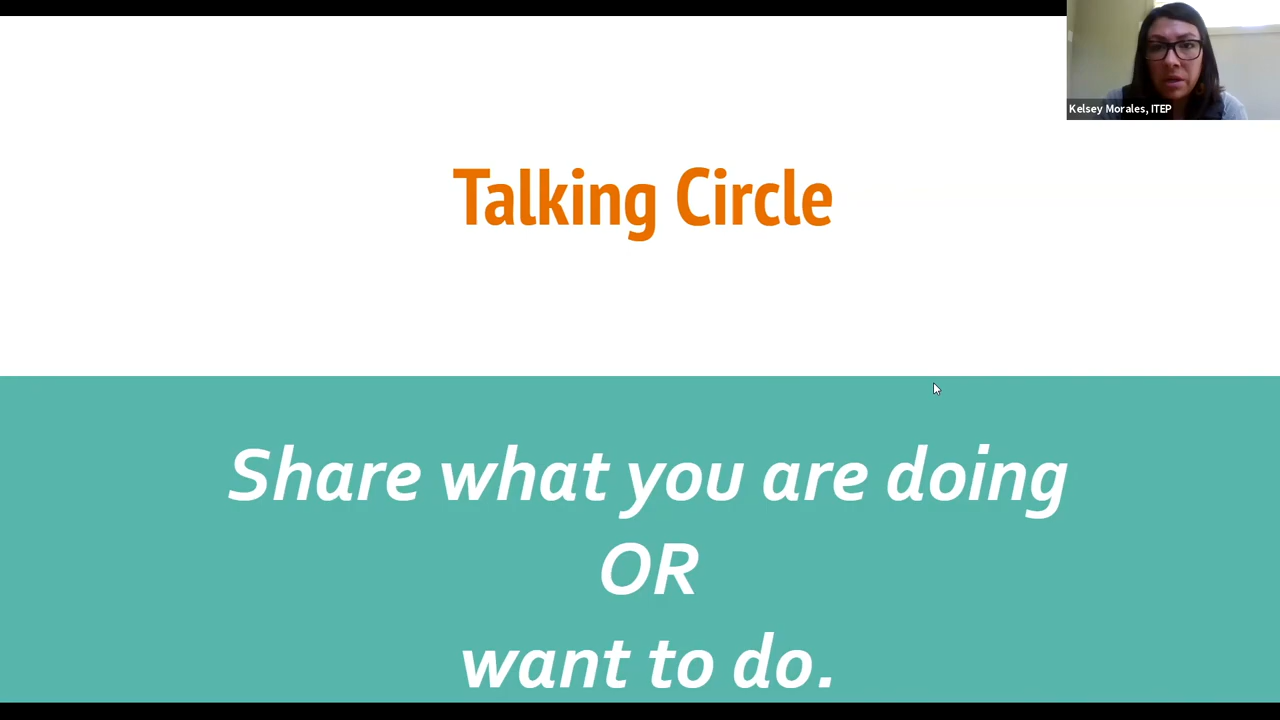 Kelsey Morales, ITEP
Talking Circle
Share what you are doing
OR
want to do.